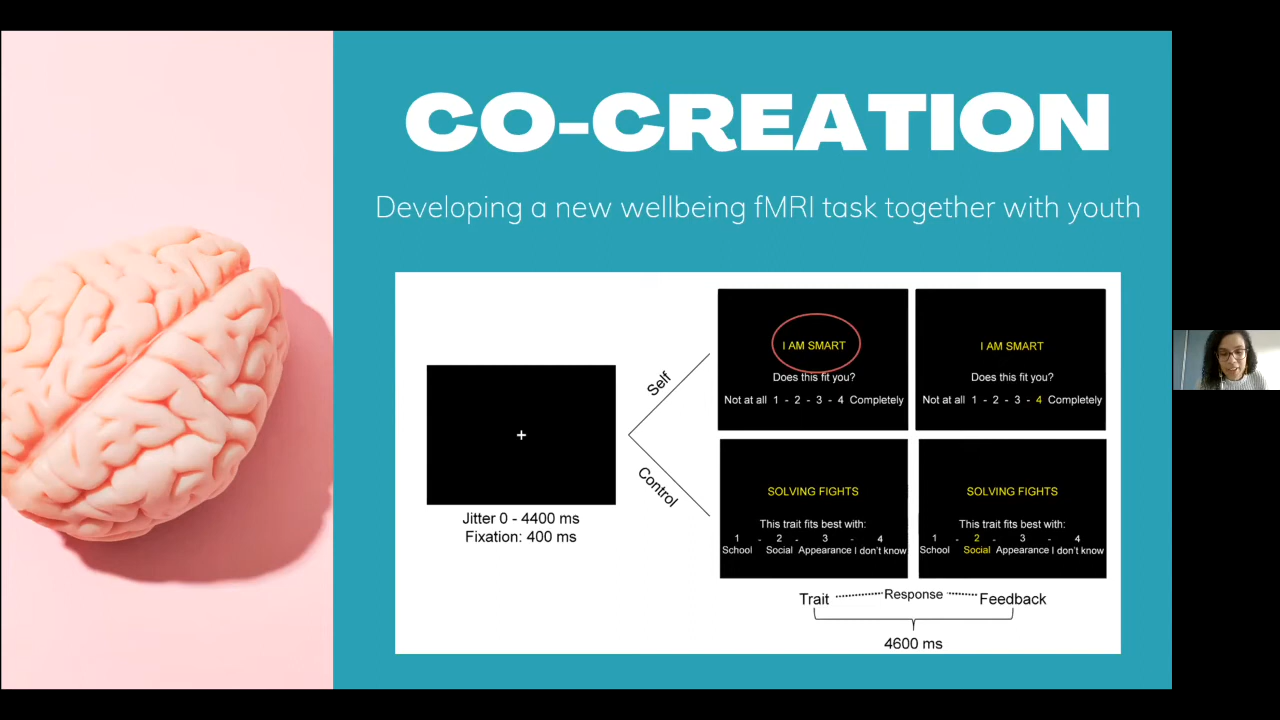 CO-CREATION
Developing a new wellbeing fMRI task together with youth
+
Jitter 0 - 4400 ms
Fixation: 400 ms
Self
Control
I AM SMART
Does this fit you?
Not at all 1 - 2 - 3 - 4 Completely
I AM SMART
Does this fit you?
Not at all 1 - 2 - 3 - 4 Completely
SOLVING FIGHTS
This trait fits best with:
1 - 2 - 3 - 4
School Social Appearance I don't know
SOLVING FIGHTS
This trait fits best with:
1 - 2 - 3 - 4
School Social Appearance I don't know
Trait Response Feedback
4600 ms